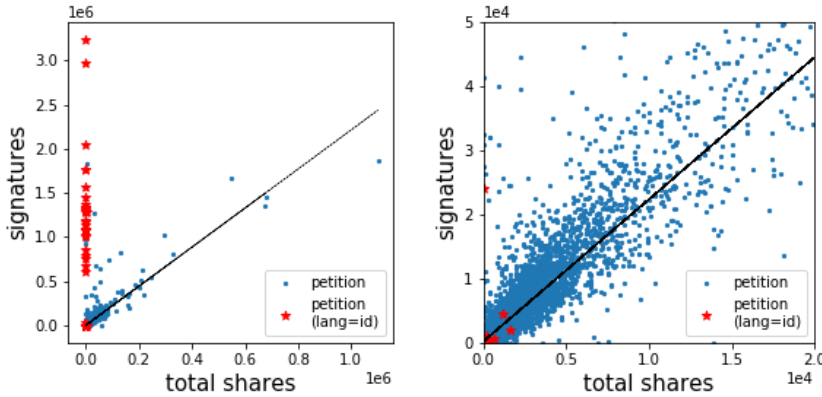 1e6
3.0
2.5
2.0
1.5
1.0
0.5
0.0
signatures
0.0 0.2 0.4 0.6 0.8 1.0
1e6
total shares
petition
petition
(lang=id)
1e4
5
4
3
2
1
0
signatures
0.0 0.5 1.0 1.5 2.0
1e4
total shares
petition
petition
(lang=id)